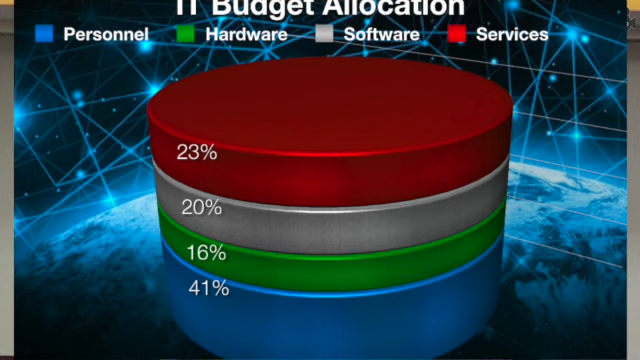 IT Budget Allocation
Personnel Hardware Software Services
23%
20%
16%
41%